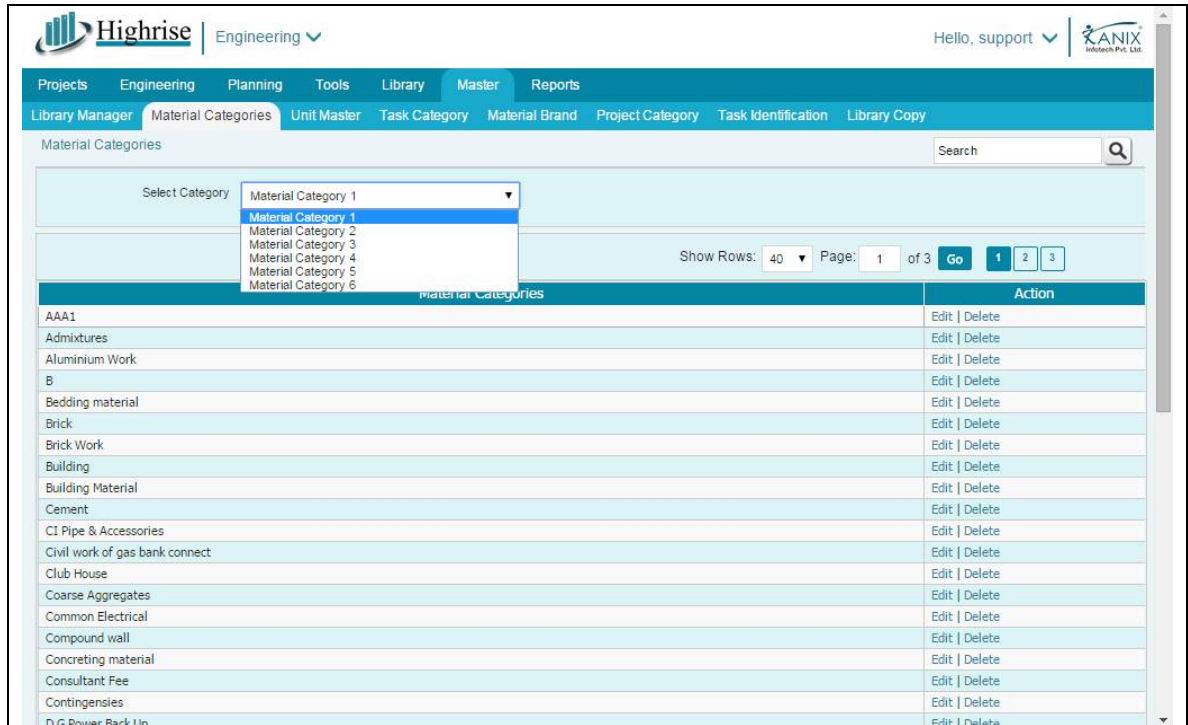 Highrise Engineering Hello, support KANIX
Infotech Pvt. Ltd.
Projects Engineering Planning Tools Library Master Reports
Library Manager Material Categories Unit Master Task Category Material Brand Project Category Task Identification Library Copy
Material Categories Search
Select Category Material Category 1
Material Category 1
Material Category 2
Material Category 3
Material Category 4
Material Category 5
Material Category 6
Show Rows: 40 Page: 1 of 3 Go 1 2 3
Material Categories Action
AAA1 Edit | Delete
Admixtures Edit | Delete
Aluminium Work Edit | Delete
B Edit | Delete
Bedding material Edit | Delete
Brick Edit | Delete
Brick Work Edit | Delete
Building Edit | Delete
Building Material Edit | Delete
Cement Edit | Delete
CI Pipe & Accessories Edit | Delete
Civil work of gas bank connect Edit | Delete
Club House Edit | Delete
Coarse Aggregates Edit | Delete
Common Electrical Edit | Delete
Compound wall Edit | Delete
Concreting material Edit | Delete
Consultant Fee Edit | Delete
Contingensies Edit | Delete
D.G Power Back Up Edit | Delete